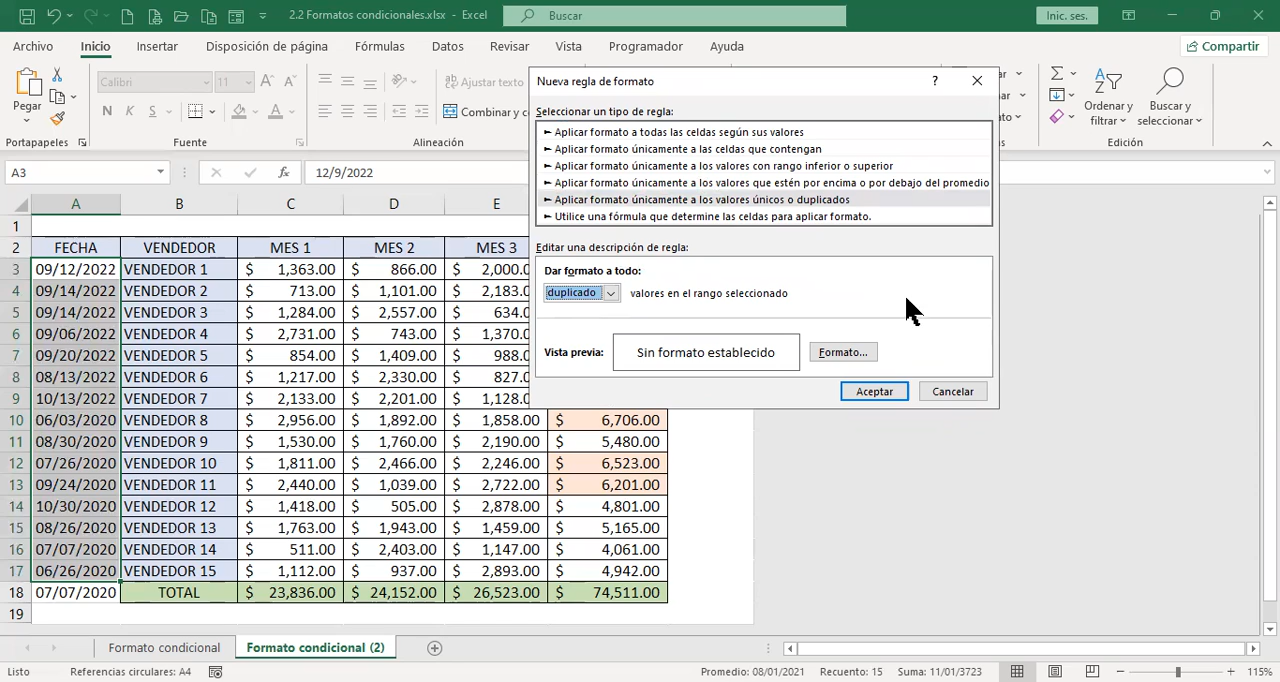 2.2 Formatos condicionales.xlsx - Excel
Buscar
Inic. ses.
Archivo Inicio Insertar Disposición de página Fórmulas Datos Revisar Vista Programador Ayuda
Compartir
Pegar
Calibri 11
N K S
Ajustar texto
Combinar y c
Ordenar y filtrar
Buscar y seleccionar
Portapapeles Fuente Alineación Edición
A3 fx 12/9/2022
Nueva regla de formato ?
Seleccionar un tipo de regla:
► Aplicar formato a todas las celdas según sus valores
► Aplicar formato únicamente a las celdas que contengan
► Aplicar formato únicamente a los valores con rango inferior o superior
► Aplicar formato únicamente a los valores que estén por encima o por debajo del promedio
► Aplicar formato únicamente a los valores únicos o duplicados
► Utilice una fórmula que determine las celdas para aplicar formato.
Editar una descripción de regla:
Dar formato a todo:
duplicado valores en el rango seleccionado
Vista previa: Sin formato establecido Formato...
Aceptar Cancelar
A B C D E
1
2 FECHA VENDEDOR MES 1 MES 2 MES 3
3 09/12/2022 VENDEDOR 1 $ 1,363.00 $ 866.00 $ 2,000.0
4 09/14/2022 VENDEDOR 2 $ 713.00 $ 1,101.00 $ 2,183.0
5 09/14/2022 VENDEDOR 3 $ 1,284.00 $ 2,557.00 $ 634.0
6 09/06/2022 VENDEDOR 4 $ 2,731.00 $ 743.00 $ 1,370.0
7 09/20/2022 VENDEDOR 5 $ 854.00 $ 1,409.00 $ 988.0
8 08/13/2022 VENDEDOR 6 $ 1,217.00 $ 2,330.00 $ 827.0
9 10/13/2022 VENDEDOR 7 $ 2,133.00 $ 2,201.00 $ 1,128.0
10 06/03/2020 VENDEDOR 8 $ 2,956.00 $ 1,892.00 $ 1,858.00 $ 6,706.00
11 08/30/2020 VENDEDOR 9 $ 1,530.00 $ 1,760.00 $ 2,190.00 $ 5,480.00
12 07/26/2020 VENDEDOR 10 $ 1,811.00 $ 2,466.00 $ 2,246.00 $ 6,523.00
13 09/24/2020 VENDEDOR 11 $ 2,440.00 $ 1,039.00 $ 2,722.00 $ 6,201.00
14 10/30/2020 VENDEDOR 12 $ 1,418.00 $ 505.00 $ 2,878.00 $ 4,801.00
15 08/26/2020 VENDEDOR 13 $ 1,763.00 $ 1,943.00 $ 1,459.00 $ 5,165.00
16 07/07/2020 VENDEDOR 14 $ 511.00 $ 2,403.00 $ 1,147.00 $ 4,061.00
17 06/26/2020 VENDEDOR 15 $ 1,112.00 $ 937.00 $ 2,893.00 $ 4,942.00
18 07/07/2020 TOTAL $ 23,836.00 $ 24,152.00 $ 26,523.00 $ 74,511.00
19
Formato condicional Formato condicional (2)
Listo Referencias circulares: A4 Promedio: 08/01/2021 Recuento: 15 Suma: 11/01/3723 115%